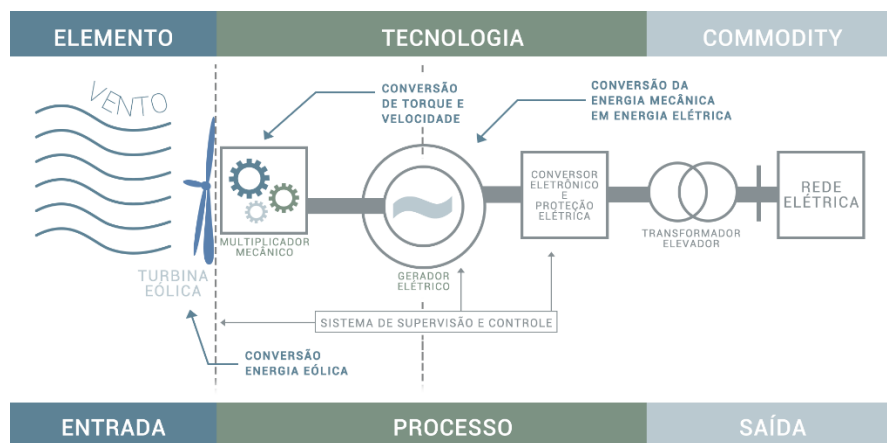 ELEMENTO
TECNOLOGIA
COMMODITY
VENTO
CONVERSÃO
DE TORQUE E
VELOCIDADE
CONVERSÃO DA
ENERGIA MECÂNICA
EM ENERGIA ELÉTRICA
CONVERSOR
ELETRÔNICO
E
PROTEÇÃO
ELÉTRICA
REDE
ELÉTRICA
MULTIPLICADOR
MECÂNICO
TRANSFORMADOR
ELEVADOR
TURBINA
EÓLICA
GERADOR
ELÉTRICO
SISTEMA DE SUPERVISÃO E CONTROLE
CONVERSÃO
ENERGIA EÓLICA
ENTRADA
PROCESSO
SAÍDA